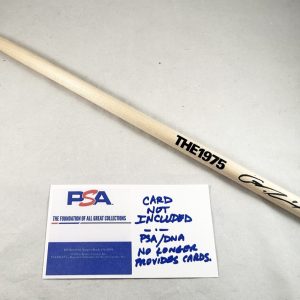 THE1975
PSA
THE FOUNDATION OF ALL GREAT COLLECTIONS
CARD
NOT
INCLUDED
PSA/DNA
NO LONGER
PROVIDES CARDS.